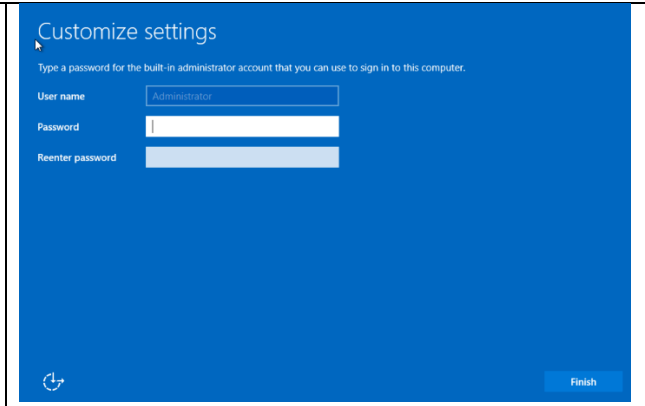 Customize settings
Type a password for the built-in administrator account that you can use to sign in to this computer.
User name Administrator
Password
Reenter password
Finish